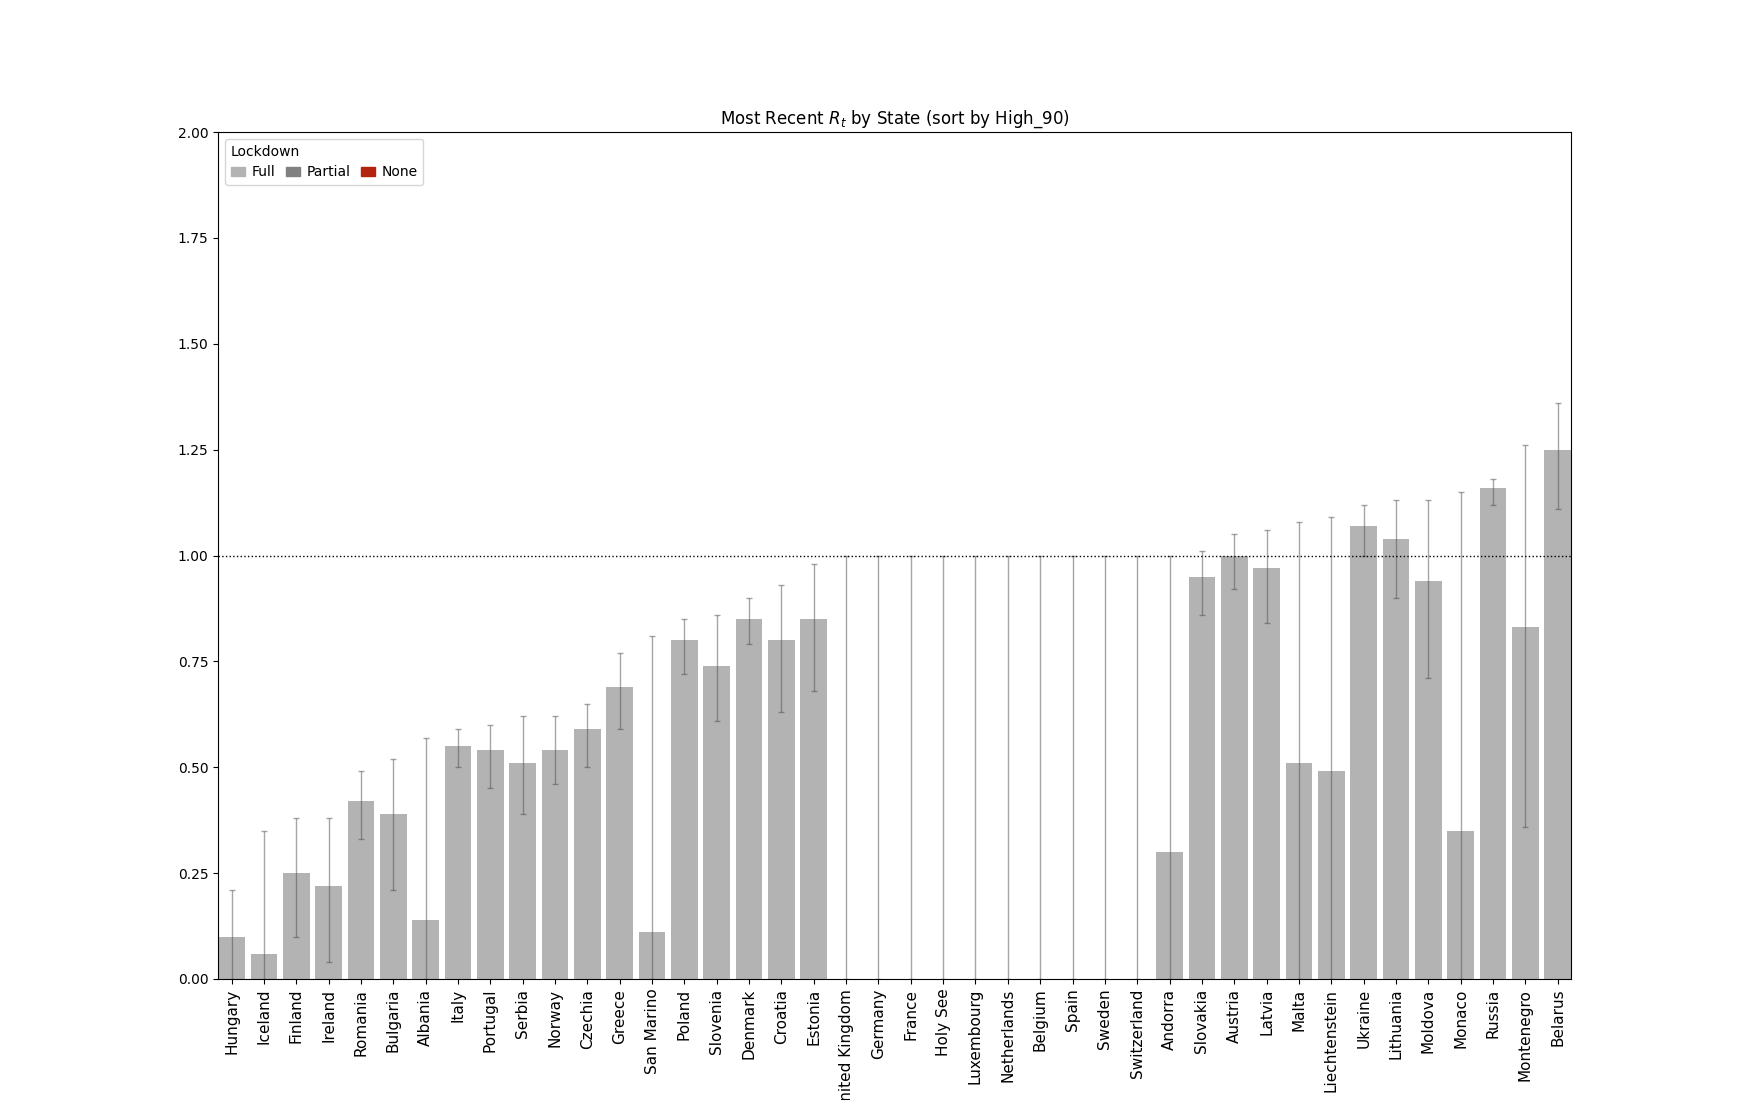 Most Recent R_t by State (sort by High_90)
2.00
Lockdown
Full Partial None
1.75
1.50
1.25
1.00
0.75
0.50
0.25
0.00
Hungary
Iceland
Finland
Ireland
Romania
Bulgaria
Albania
Italy
Portugal
Serbia
Norway
Czechia
Greece
San Marino
Poland
Slovenia
Denmark
Croatia
Estonia
nited Kingdom
Germany
France
Holy See
Luxembourg
Netherlands
Belgium
Spain
Sweden
Switzerland
Andorra
Slovakia
Austria
Latvia
Malta
Liechtenstein
Ukraine
Lithuania
Moldova
Monaco
Russia
Montenegro
Belarus